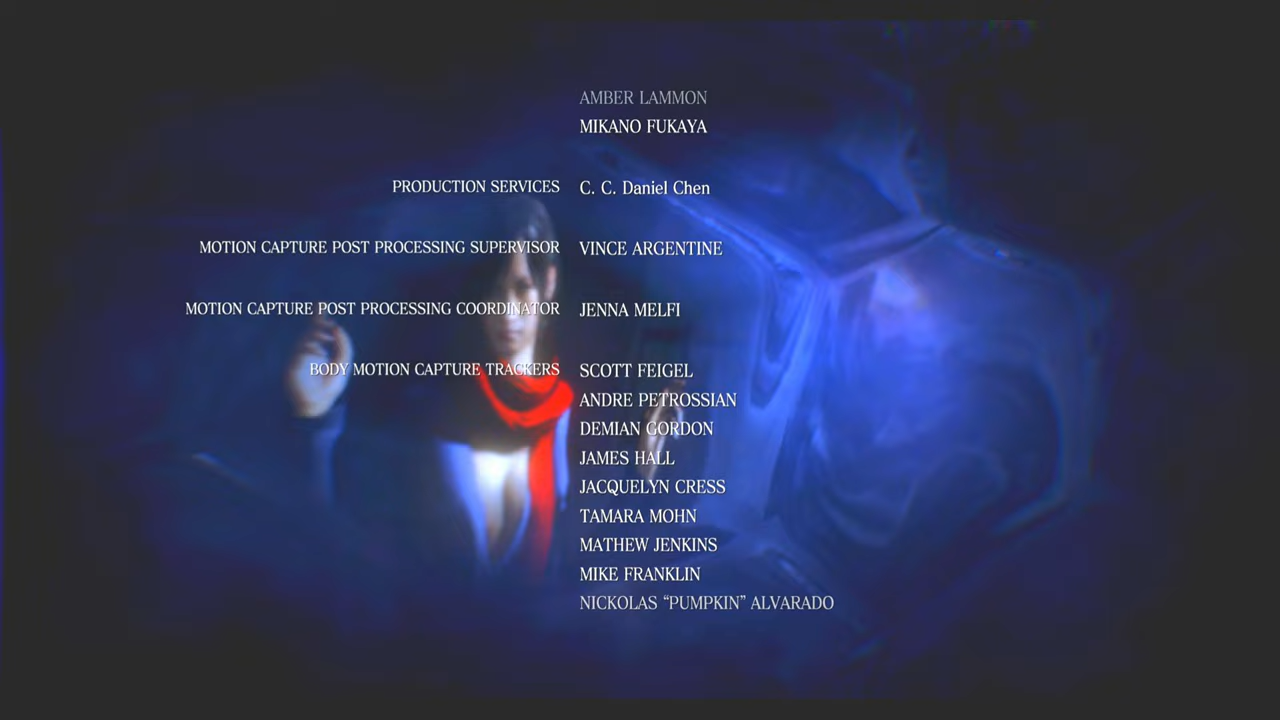 AMBER LAMMON
MIKANO FUKAYA
PRODUCTION SERVICES C. C. Daniel Chen
MOTION CAPTURE POST PROCESSING SUPERVISOR VINCE ARGENTINE
MOTION CAPTURE POST PROCESSING COORDINATOR JENNA MELFI
BODY MOTION CAPTURE TRACKERS SCOTT FEIGEL
ANDRE PETROSSIAN
DEMIAN GORDON
JAMES HALL
JACQUELYN CRESS
TAMARA MOHN
MATHEW JENKINS
MIKE FRANKLIN
NICKOLAS “PUMPKIN” ALVARADO